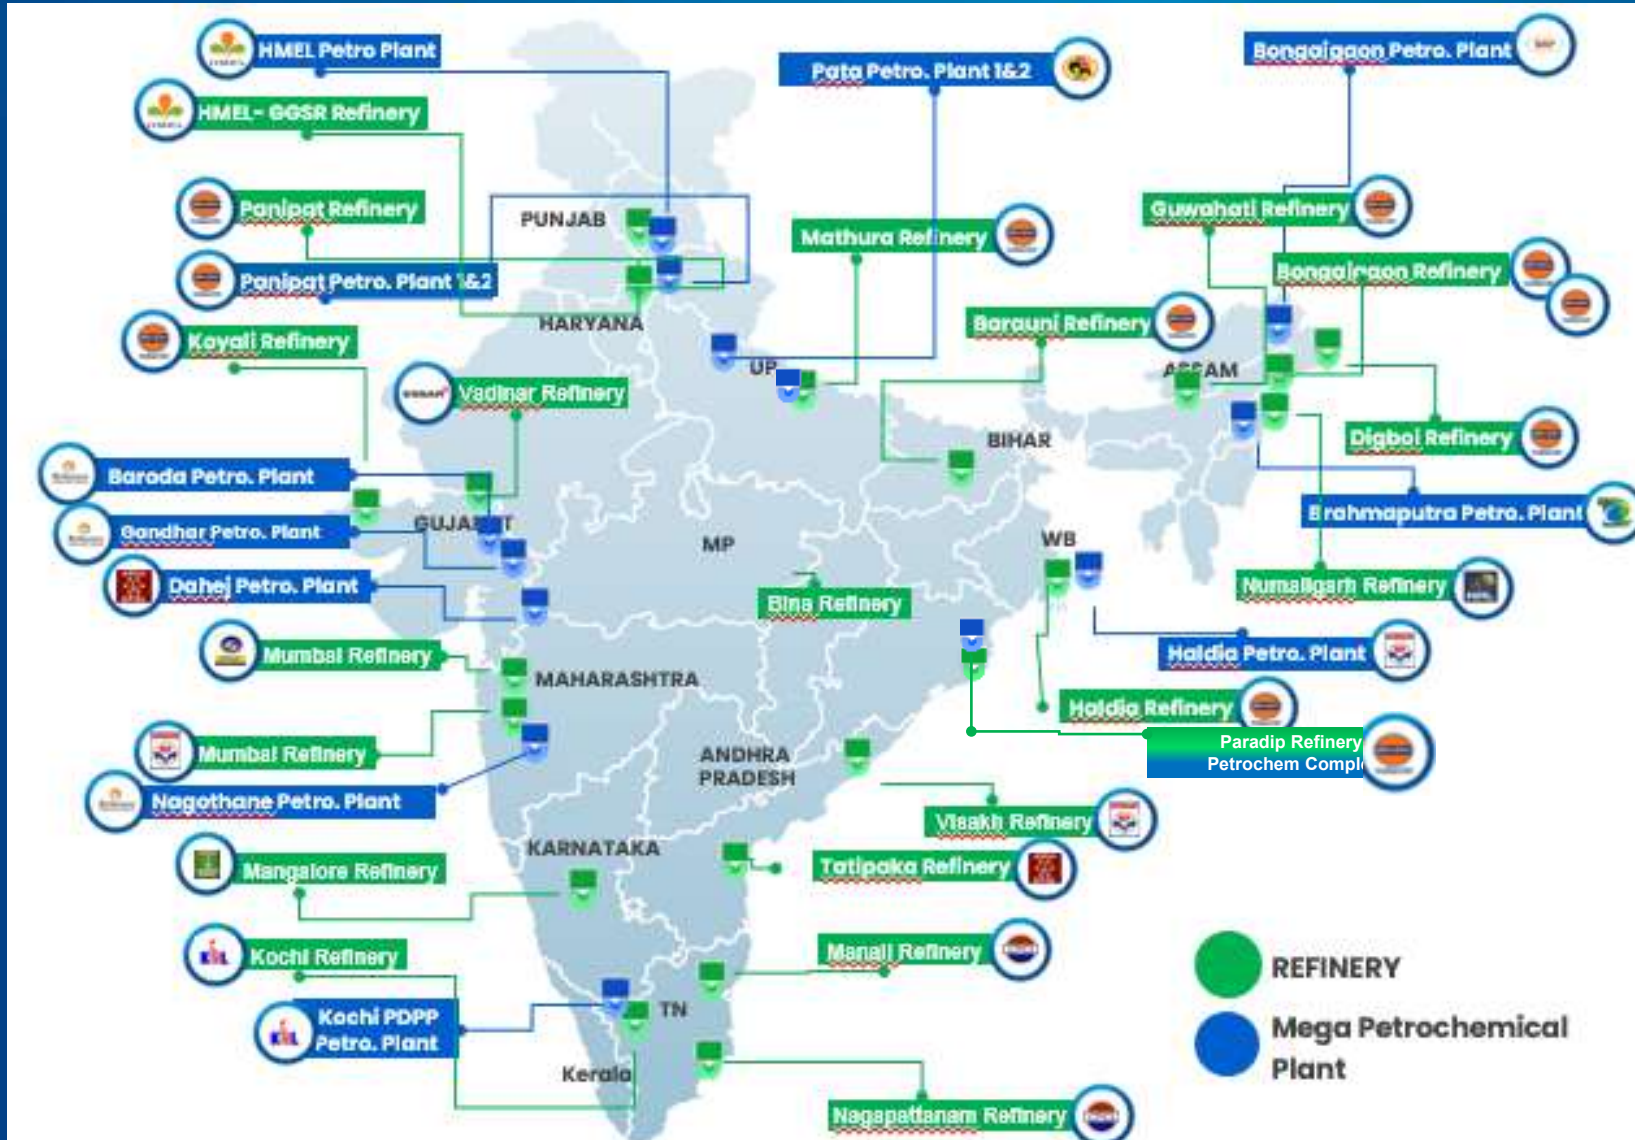 HMEL Petro Plant
HMEL- GGSR Refinery
Panipat Refinery
Panipat Petro. Plant 1&2
Koyali Refinery
Vadinar Refinery
Baroda Petro. Plant
Gandhar Petro. Plant
Dahej Petro. Plant
Mumbai Refinery
Mumbai Refinery
Nagothane Petro. Plant
Mangalore Refinery
Kochi Refinery
Kochi PDPP
Petro. Plant
Pata Petro. Plant 1&2
Mathura Refinery
Barauni Refinery
Bongaigaon Petro. Plant
Guwahati Refinery
Bongaigaon Refinery
Digboi Refinery
Brahmaputra Petro. Plant
Numaligarh Refinery
Haldia Petro. Plant
Haldia Refinery
Paradip Refinery
Petrochem Comple
Bina Refinery
Visakh Refinery
Tatipaka Refinery
Manali Refinery
Nagapattanam Refinery
PUNJAB
HARYANA
UP
BIHAR
ASSAM
GUJARAT
MP
WB
MAHARASHTRA
ANDHRA
PRADESH
KARNATAKA
TN
Kerala
REFINERY
Mega Petrochemical
Plant